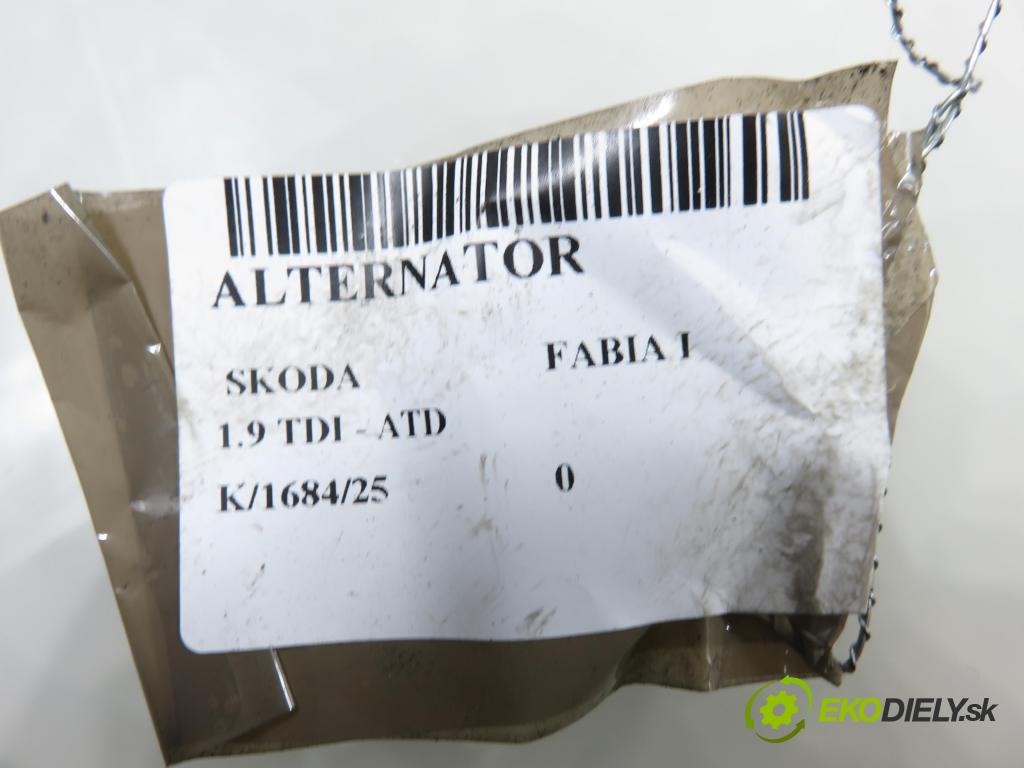 ALTERNATOR
SKODA FABIA I
1.9 TDI - ATD
K/1684/25 0
EKODIELY.sk